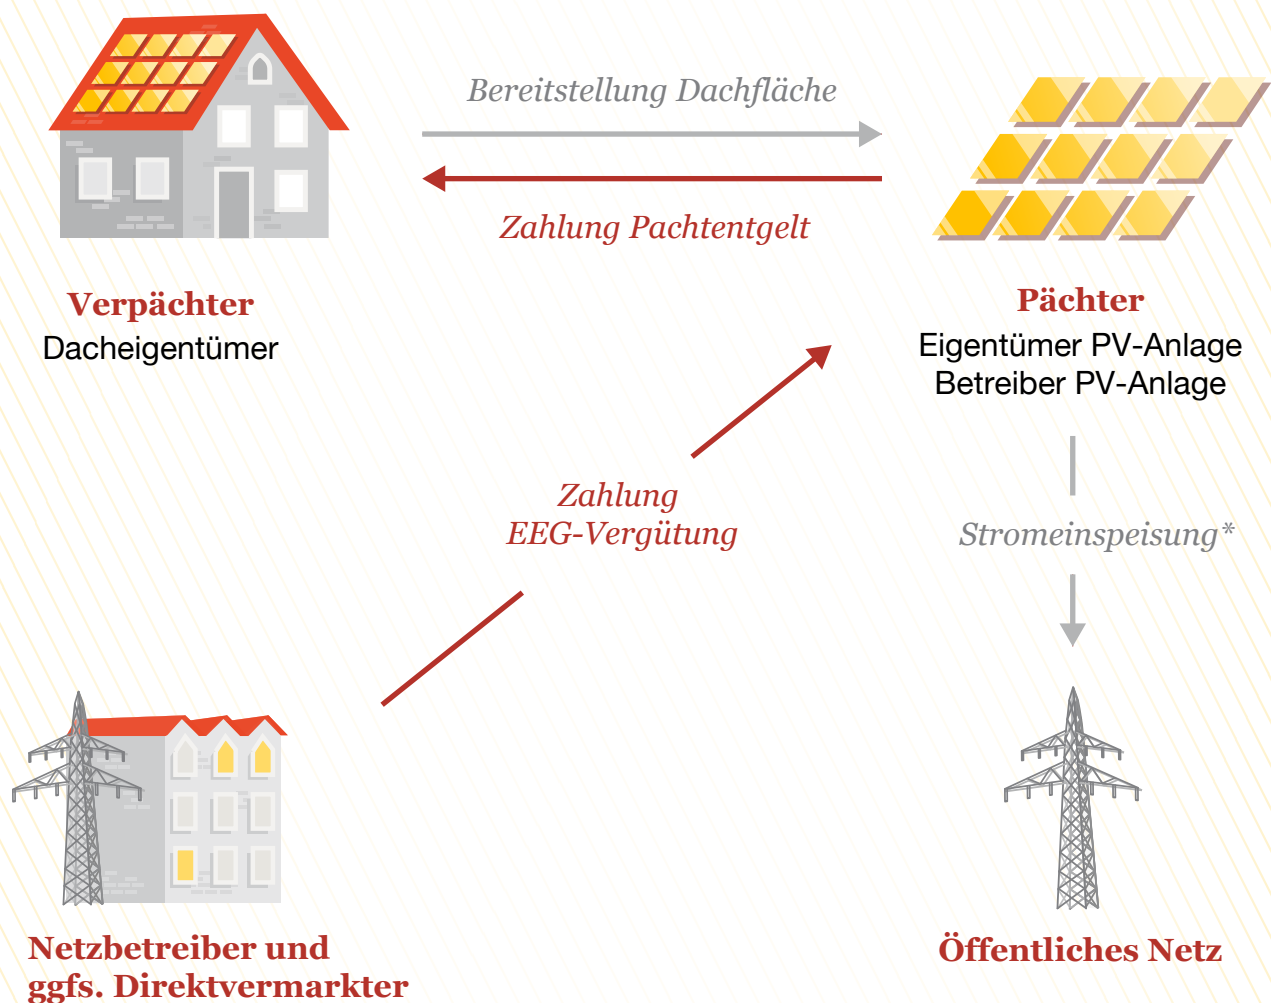 Bereitstellung Dachfläche
Zahlung Pachtentgelt
Verpächter
Dacheigentümer
Pächter
Eigentümer PV-Anlage
Betreiber PV-Anlage
Zahlung
EEG-Vergütung
Stromeinspeisung*
Netzbetreiber und
ggfs. Direktvermarkter
Öffentliches Netz